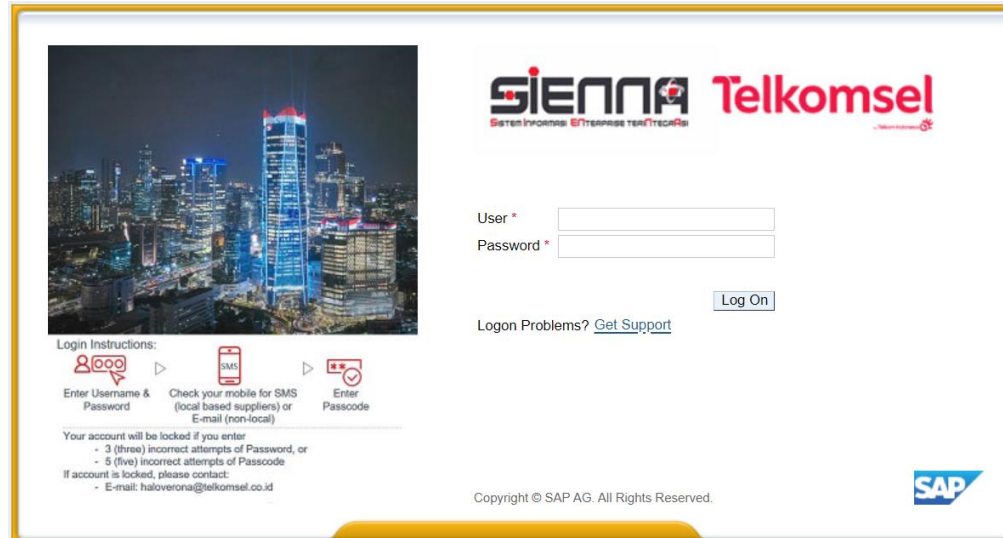 SIENNA
SISTEM INFORMASI ENTERPRISE TERINTEGRASI
Telkomsel
User *
Password *
Log On
Logon Problems? Get Support
Login Instructions:
SMS
**
Enter Username & Password
Check your mobile for SMS (local based suppliers) or E-mail (non-local)
Enter Passcode
Your account will be locked if you enter
- 3 (three) incorrect attempts of Password, or
- 5 (five) incorrect attempts of Passcode
If account is locked, please contact:
- E-mail: haloverona@telkomsel.co.id
Copyright © SAP AG. All Rights Reserved.
SAP